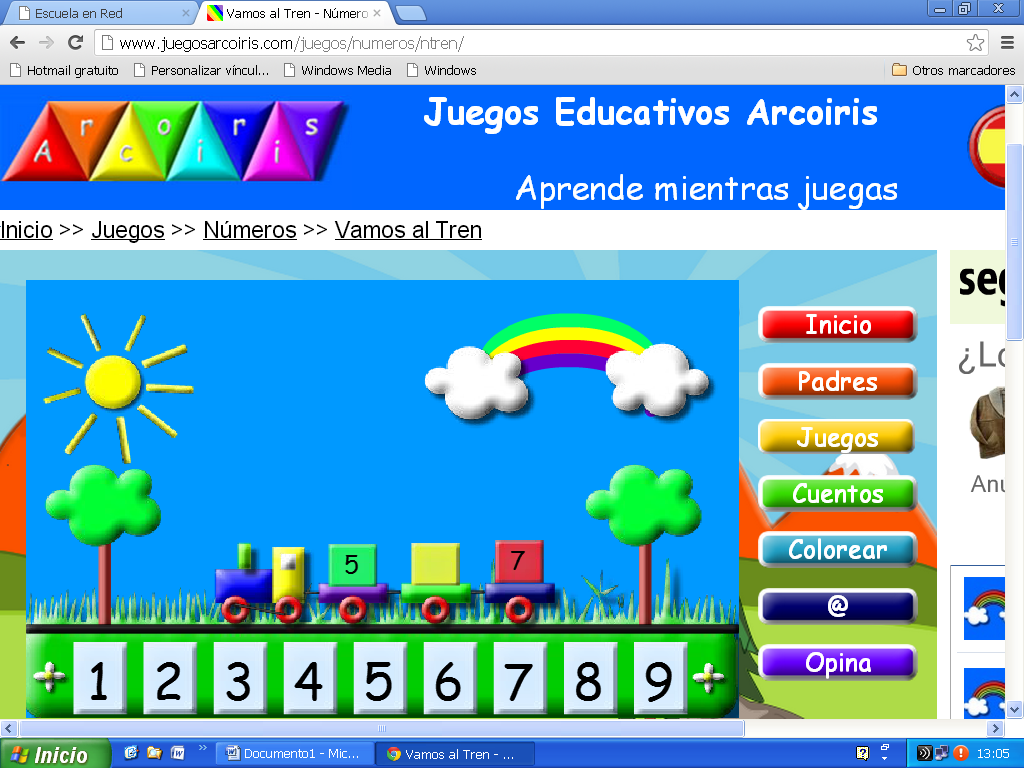 Escuela en Red
Vamos al Tren - Número
www.juegosarcoiris.com/juegos/numeros/ntren/
Hotmail gratuito Personalizar víncul... Windows Media Windows Otros marcadores
Arcoiris
Juegos Educativos Arcoiris
Aprende mientras juegas
Inicio >> Juegos >> Números >> Vamos al Tren
Inicio
Padres
Juegos
Cuentos
Colorear
@
Opina
seg
¿Lo
Anu
5 7
1 2 3 4 5 6 7 8 9
Inicio
Documento1 - Mic...
Vamos al Tren - ...
13:05